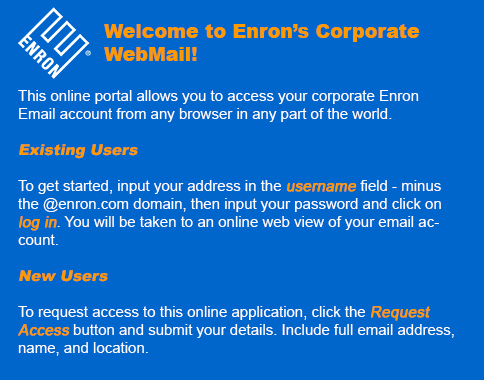 ENRON®
Welcome to Enron’s Corporate
WebMail!
This online portal allows you to access your corporate Enron
Email account from any browser in any part of the world.
Existing Users
To get started, input your address in the username field - minus
the @enron.com domain, then input your password and click on
log in. You will be taken to an online web view of your email ac-
count.
New Users
To request access to this online application, click the Request
Access button and submit your details. Include full email address,
name, and location.